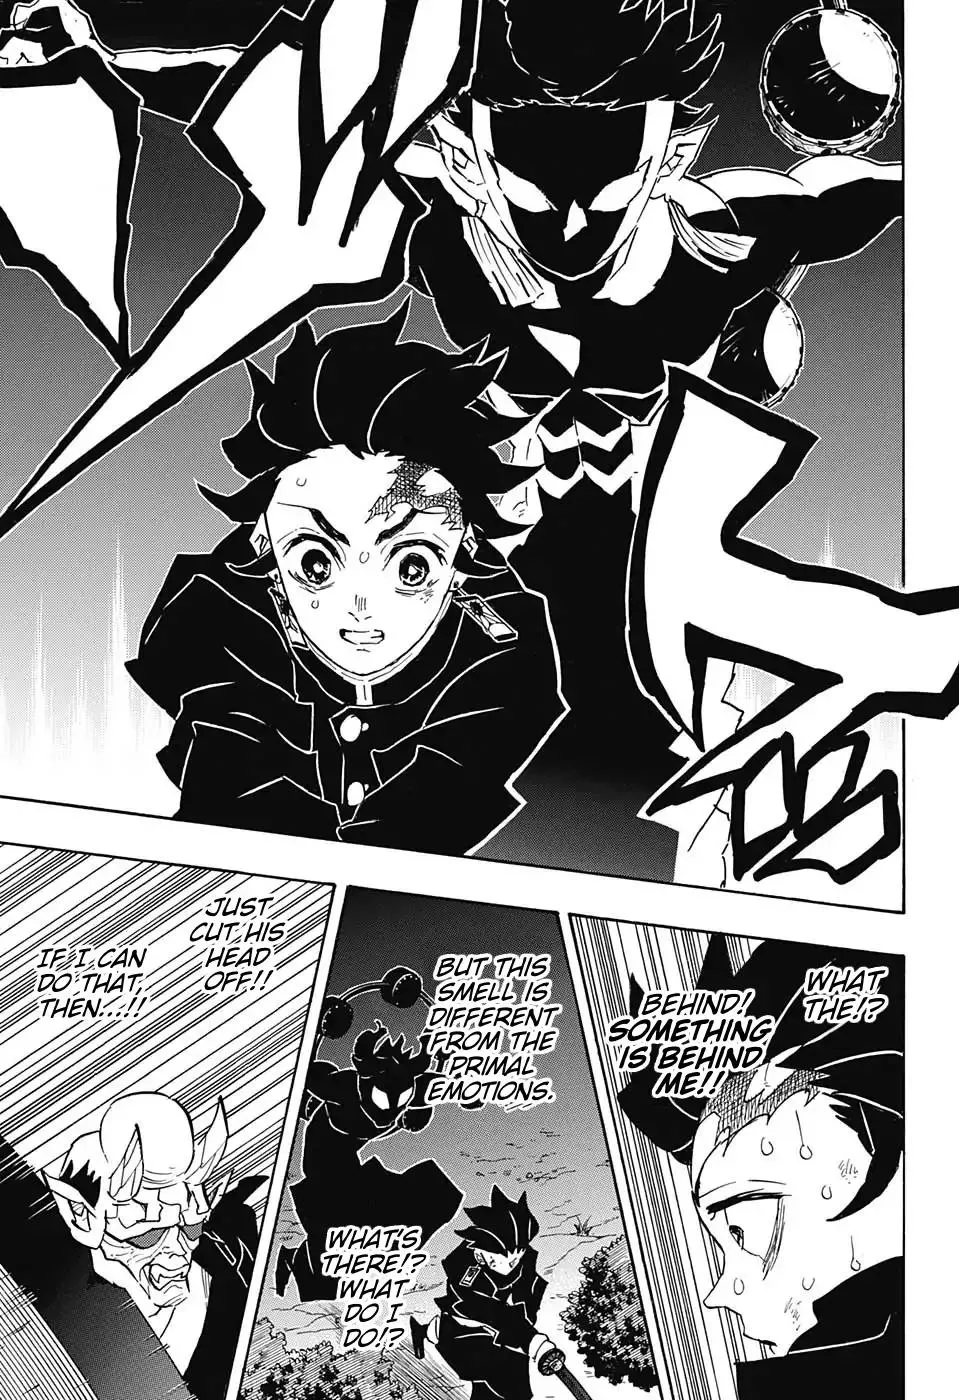 WHAT
THE!?
BEHIND!
SOMETHING
IS BEHIND
ME!!
BUT THIS
SMELL IS
DIFFERENT
FROM THE
PRIMAL
EMOTIONS.
WHAT'S
THERE!?
WHAT
DO I
DO!?
JUST
CUT HIS
HEAD
OFF!!
IF I CAN
DO THAT,
THEN...!!